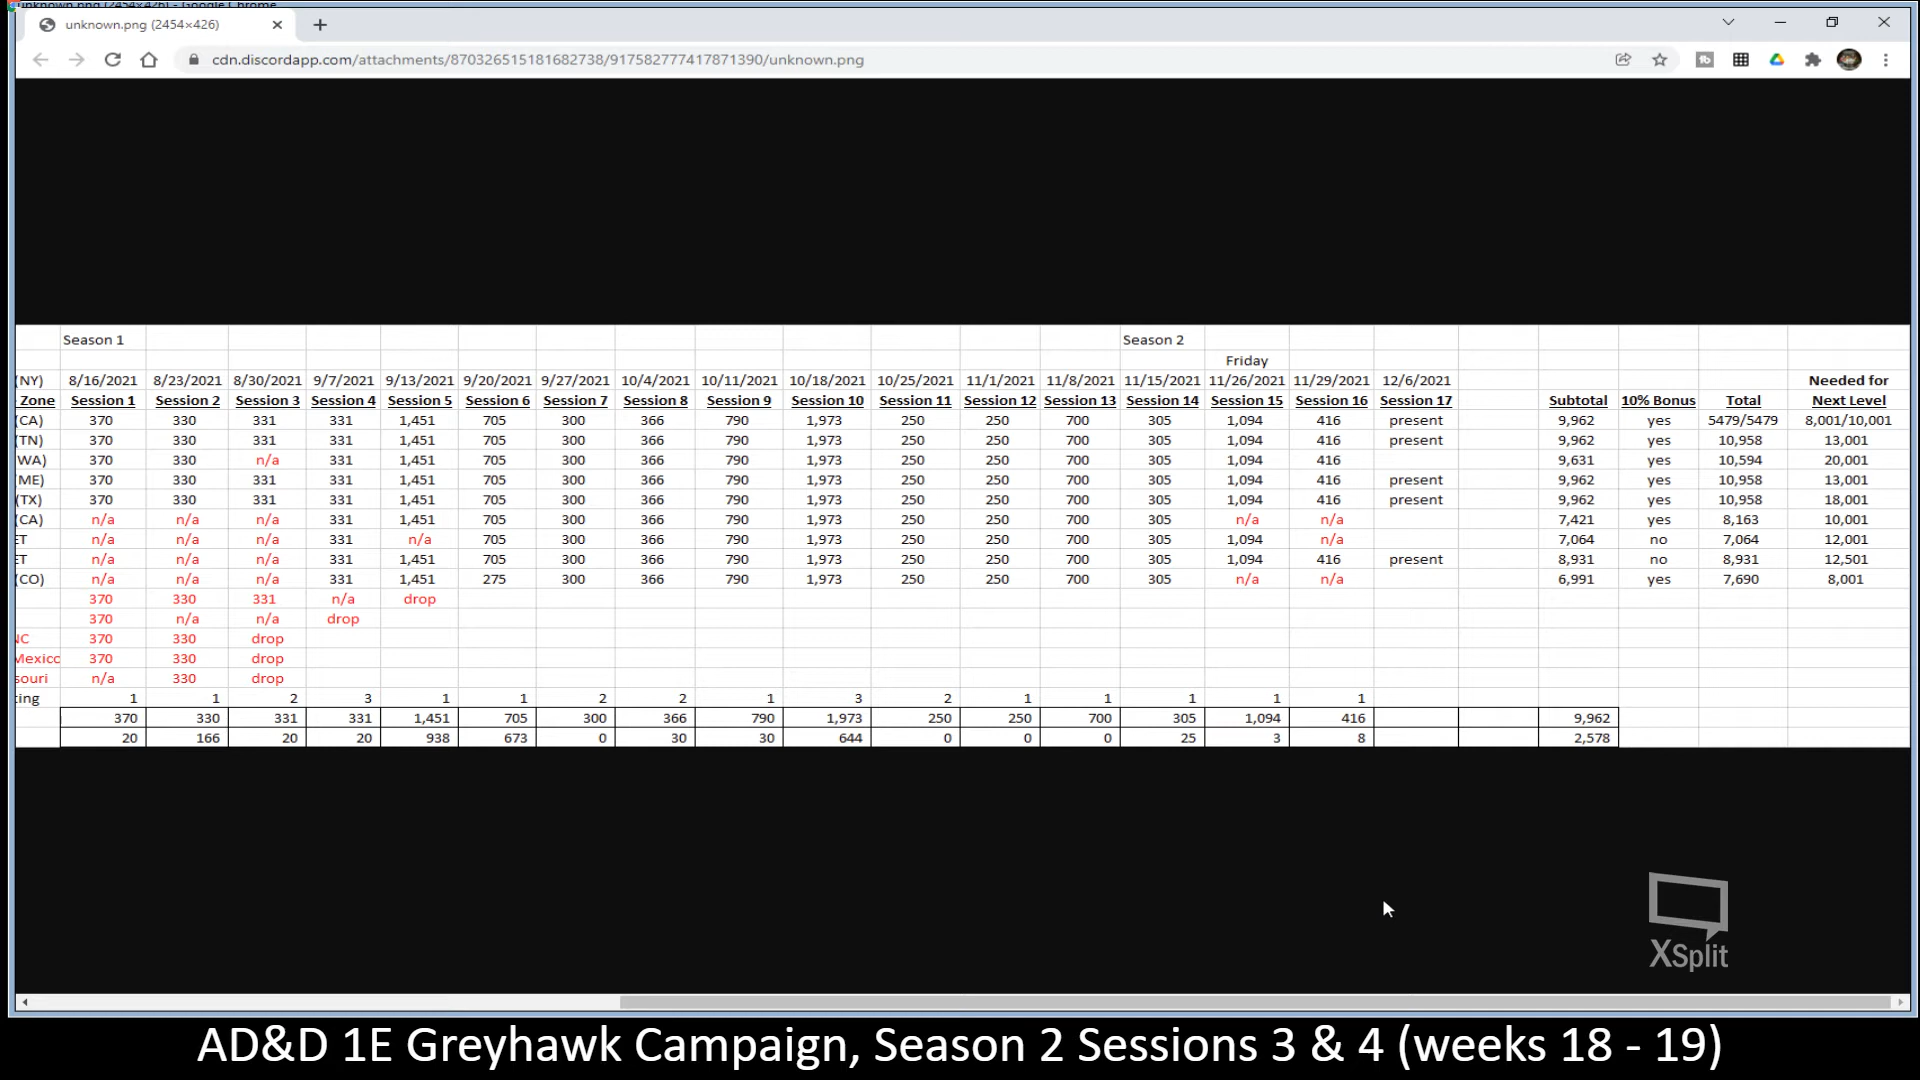 unknown.png (2454×426) - Google Chrome
unknown.png (2454×426)
cdn.discordapp.com/attachments/870326515181682738/917582777417871390/unknown.png
Season 1 Season 2
Friday
(NY) 8/16/2021 8/23/2021 8/30/2021 9/7/2021 9/13/2021 9/20/2021 9/27/2021 10/4/2021 10/11/2021 10/18/2021 10/25/2021 11/1/2021 11/8/2021 11/15/2021 11/26/2021 11/29/2021 12/6/2021 Needed for
Zone Session 1 Session 2 Session 3 Session 4 Session 5 Session 6 Session 7 Session 8 Session 9 Session 10 Session 11 Session 12 Session 13 Session 14 Session 15 Session 16 Session 17 Subtotal 10% Bonus Total Next Level
(CA) 370 330 331 331 1,451 705 300 366 790 1,973 250 250 700 305 1,094 416 present 9,962 yes 5479/5479 8,001/10,001
(TN) 370 330 331 331 1,451 705 300 366 790 1,973 250 250 700 305 1,094 416 present 9,962 yes 10,958 13,001
WA) 370 330 n/a 331 1,451 705 300 366 790 1,973 250 250 700 305 1,094 416 9,631 yes 10,594 20,001
(ME) 370 330 331 331 1,451 705 300 366 790 1,973 250 250 700 305 1,094 416 present 9,962 yes 10,958 13,001
(TX) 370 330 331 331 1,451 705 300 366 790 1,973 250 250 700 305 1,094 416 present 9,962 yes 10,958 18,001
(CA) n/a n/a n/a 331 1,451 705 300 366 790 1,973 250 250 700 305 n/a n/a 7,421 yes 8,163 10,001
ET n/a n/a n/a 331 n/a 705 300 366 790 1,973 250 250 700 305 1,094 n/a 7,064 no 7,064 12,001
ET n/a n/a n/a 331 1,451 705 300 366 790 1,973 250 250 700 305 1,094 416 present 8,931 no 8,931 12,501
(CO) n/a n/a n/a 331 1,451 275 300 366 790 1,973 250 250 700 305 n/a n/a 6,991 yes 7,690 8,001
370 330 331 n/a drop
370 n/a n/a drop
NC 370 330 drop
Mexico 370 330 drop
souri n/a 330 drop
ting 1 1 2 3 1 1 2 2 1 3 2 1 1 1 1 1
370 330 331 331 1,451 705 300 366 790 1,973 250 250 700 305 1,094 416 9,962
20 166 20 20 938 673 0 30 30 644 0 0 0 25 3 8 2,578
XSplit
AD&D 1E Greyhawk Campaign, Season 2 Sessions 3 & 4 (weeks 18 - 19)